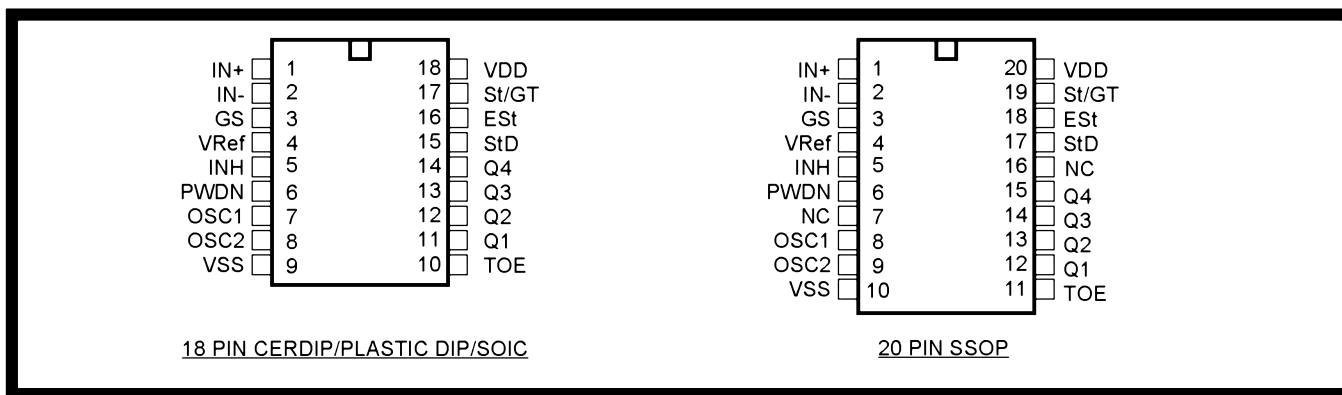 IN+ 1 18 VDD
IN- 2 17 St/GT
GS 3 16 ESt
VRef 4 15 StD
INH 5 14 Q4
PWDN 6 13 Q3
OSC1 7 12 Q2
OSC2 8 11 Q1
VSS 9 10 TOE
18 PIN CERDIP/PLASTIC DIP/SOIC
IN+ 1 20 VDD
IN- 2 19 St/GT
GS 3 18 ESt
VRef 4 17 StD
INH 5 16 NC
PWDN 6 15 Q4
NC 7 14 Q3
OSC1 8 13 Q2
OSC2 9 12 Q1
VSS 10 11 TOE
20 PIN SSOP